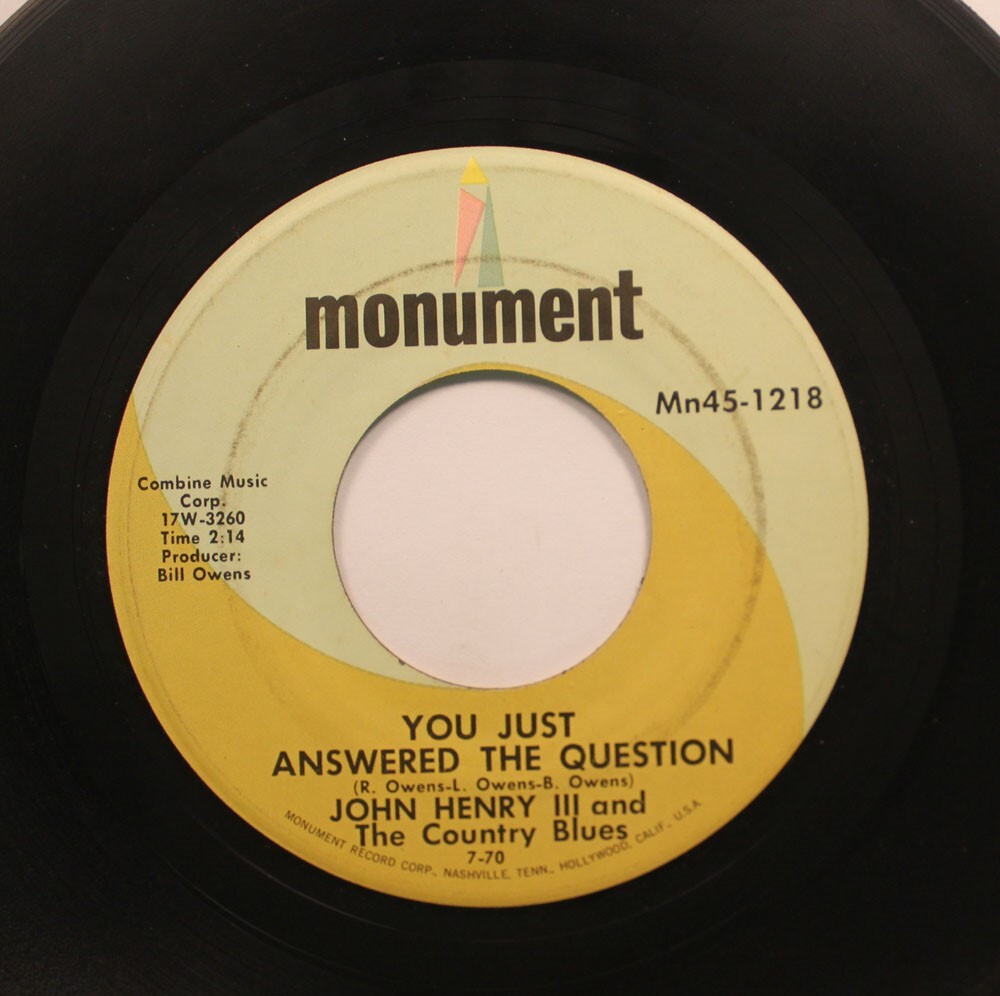 monument
Mn45-1218
Combine Music
Corp.
17W-3260
Time 2:14
Producer:
Bill Owens
YOU JUST
ANSWERED THE QUESTION
(R. Owens-L. Owens-B. Owens)
JOHN HENRY III and
The Country Blues
7-70
MONUMENT RECORD CORP., NASHVILLE, TENN., HOLLYWOOD, CALIF., U.S.A.